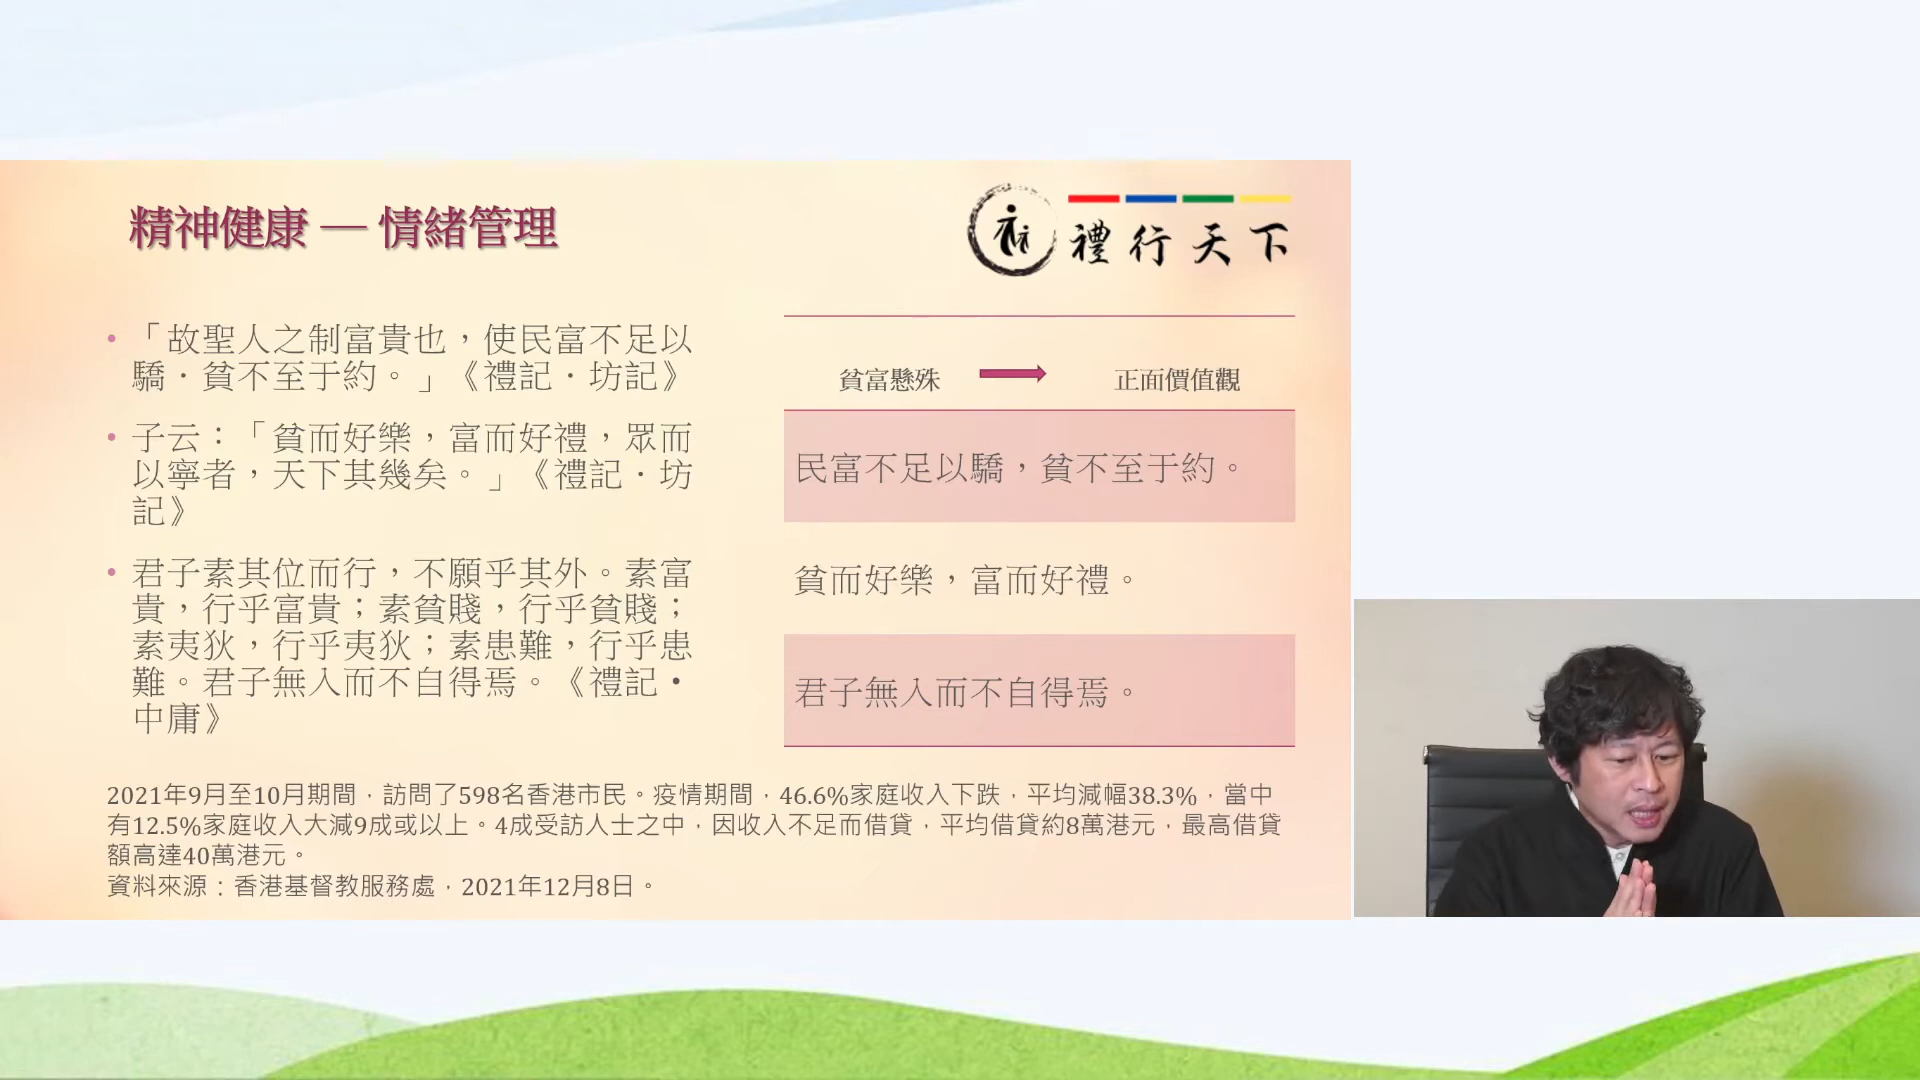 精神健康 — 情緒管理
禮行天下
• 「故聖人之制富貴也，使民富不足以
驕．貧不至于約。」《禮記．坊記》
• 子云：「貧而好樂，富而好禮，眾而
以寧者，天下其幾矣。」《禮記．坊
記》
• 君子素其位而行，不願乎其外。素富
貴，行乎富貴；素貧賤，行乎貧賤；
素夷狄，行乎夷狄；素患難，行乎患
難。君子無入而不自得焉。《禮記•
中庸》
貧富懸殊 正面價值觀
民富不足以驕，貧不至于約。
貧而好樂，富而好禮。
君子無入而不自得焉。
2021年9月至10月期間，訪問了598名香港市民。疫情期間，46.6%家庭收入下跌，平均減幅38.3%，當中
有12.5%家庭收入大減9成或以上。4成受訪人士之中，因收入不足而借貸，平均借貸約8萬港元，最高借貸
額高達40萬港元。
資料來源：香港基督教服務處，2021年12月8日。